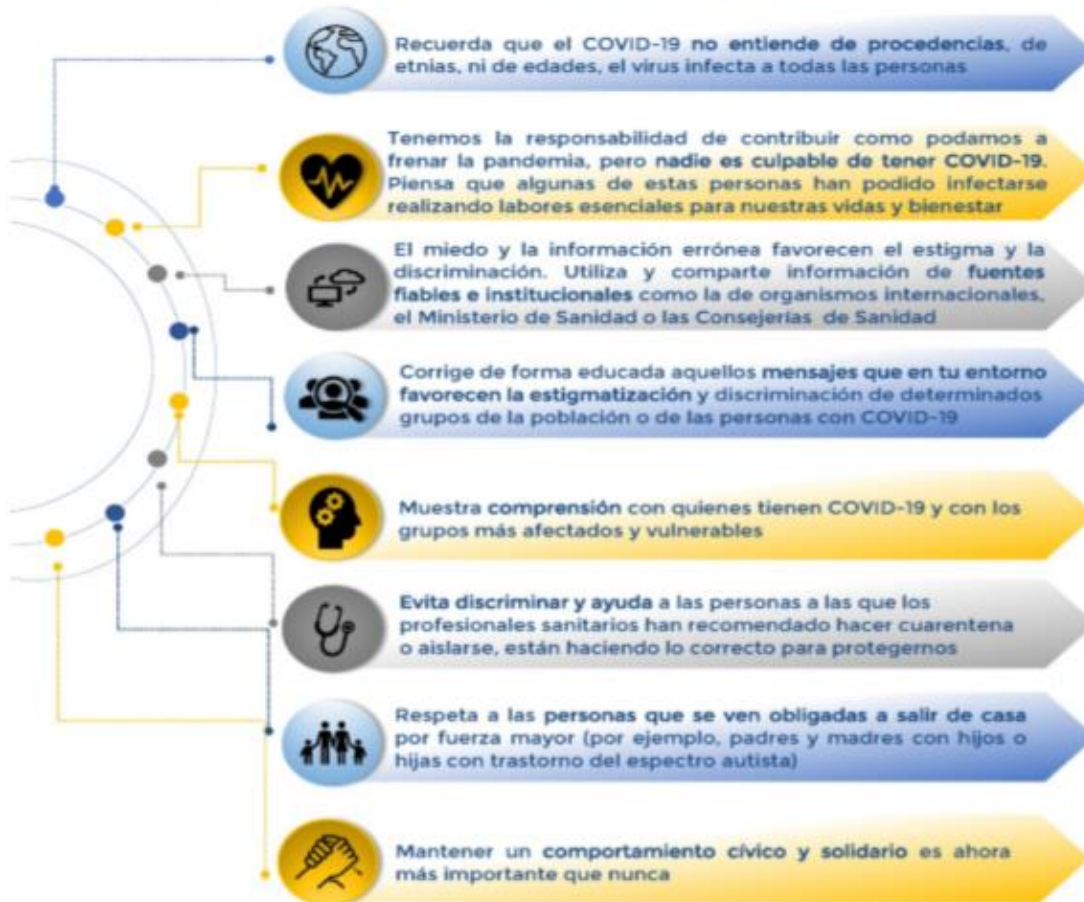 Recuerda que el COVID-19 no entiende de procedencias, de
etnias, ni de edades, el virus infecta a todas las personas
Tenemos la responsabilidad de contribuir como podamos a
frenar la pandemia, pero nadie es culpable de tener COVID-19.
Piensa que algunas de estas personas han podido infectarse
realizando labores esenciales para nuestras vidas y bienestar
El miedo y la información errónea favorecen el estigma y la
discriminación. Utiliza y comparte información de fuentes
fiables e institucionales como la de organismos internacionales,
el Ministerio de Sanidad o las Consejerías de Sanidad
Corrige de forma educada aquellos mensajes que en tu entorno
favorecen la estigmatización y discriminación de determinados
grupos de la población o de las personas con COVID-19
Muestra comprensión con quienes tienen COVID-19 y con los
grupos más afectados y vulnerables
Evita discriminar y ayuda a las personas a las que los
profesionales sanitarios han recomendado hacer cuarentena
o aislarse, están haciendo lo correcto para protegernos
Respeta a las personas que se ven obligadas a salir de casa
por fuerza mayor (por ejemplo, padres y madres con hijos o
hijas con trastorno del espectro autista)
Mantener un comportamiento cívico y solidario es ahora
más importante que nunca